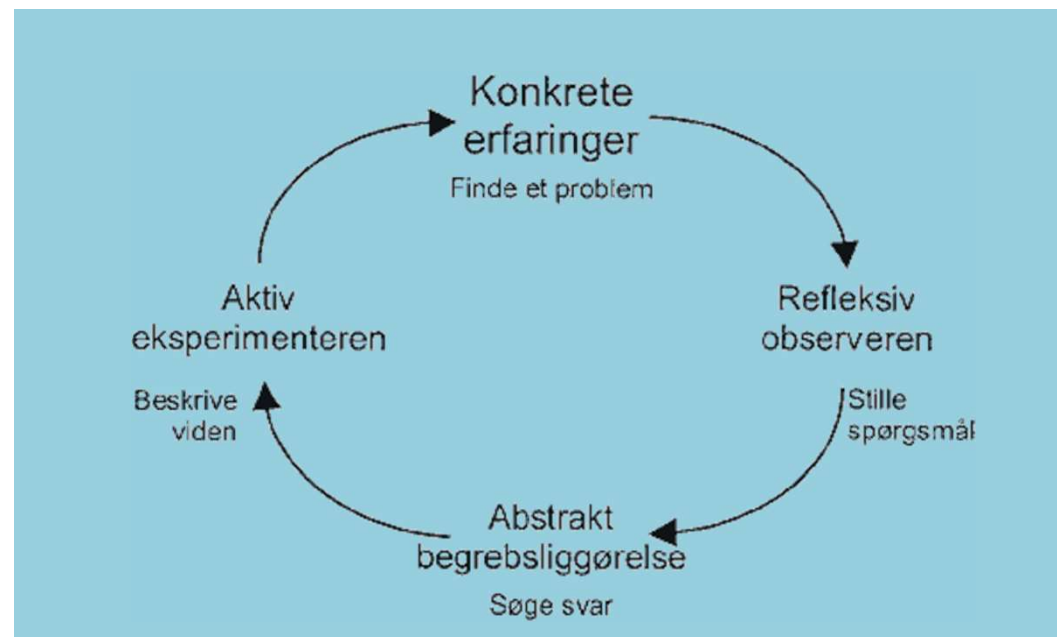 Konkrete
erfaringer
Finde et problem
Refleksiv
observeren
Stille
spørgsmål
Abstrakt
begrebsliggørelse
Søge svar
Aktiv
eksperimenteren
Beskrive
viden